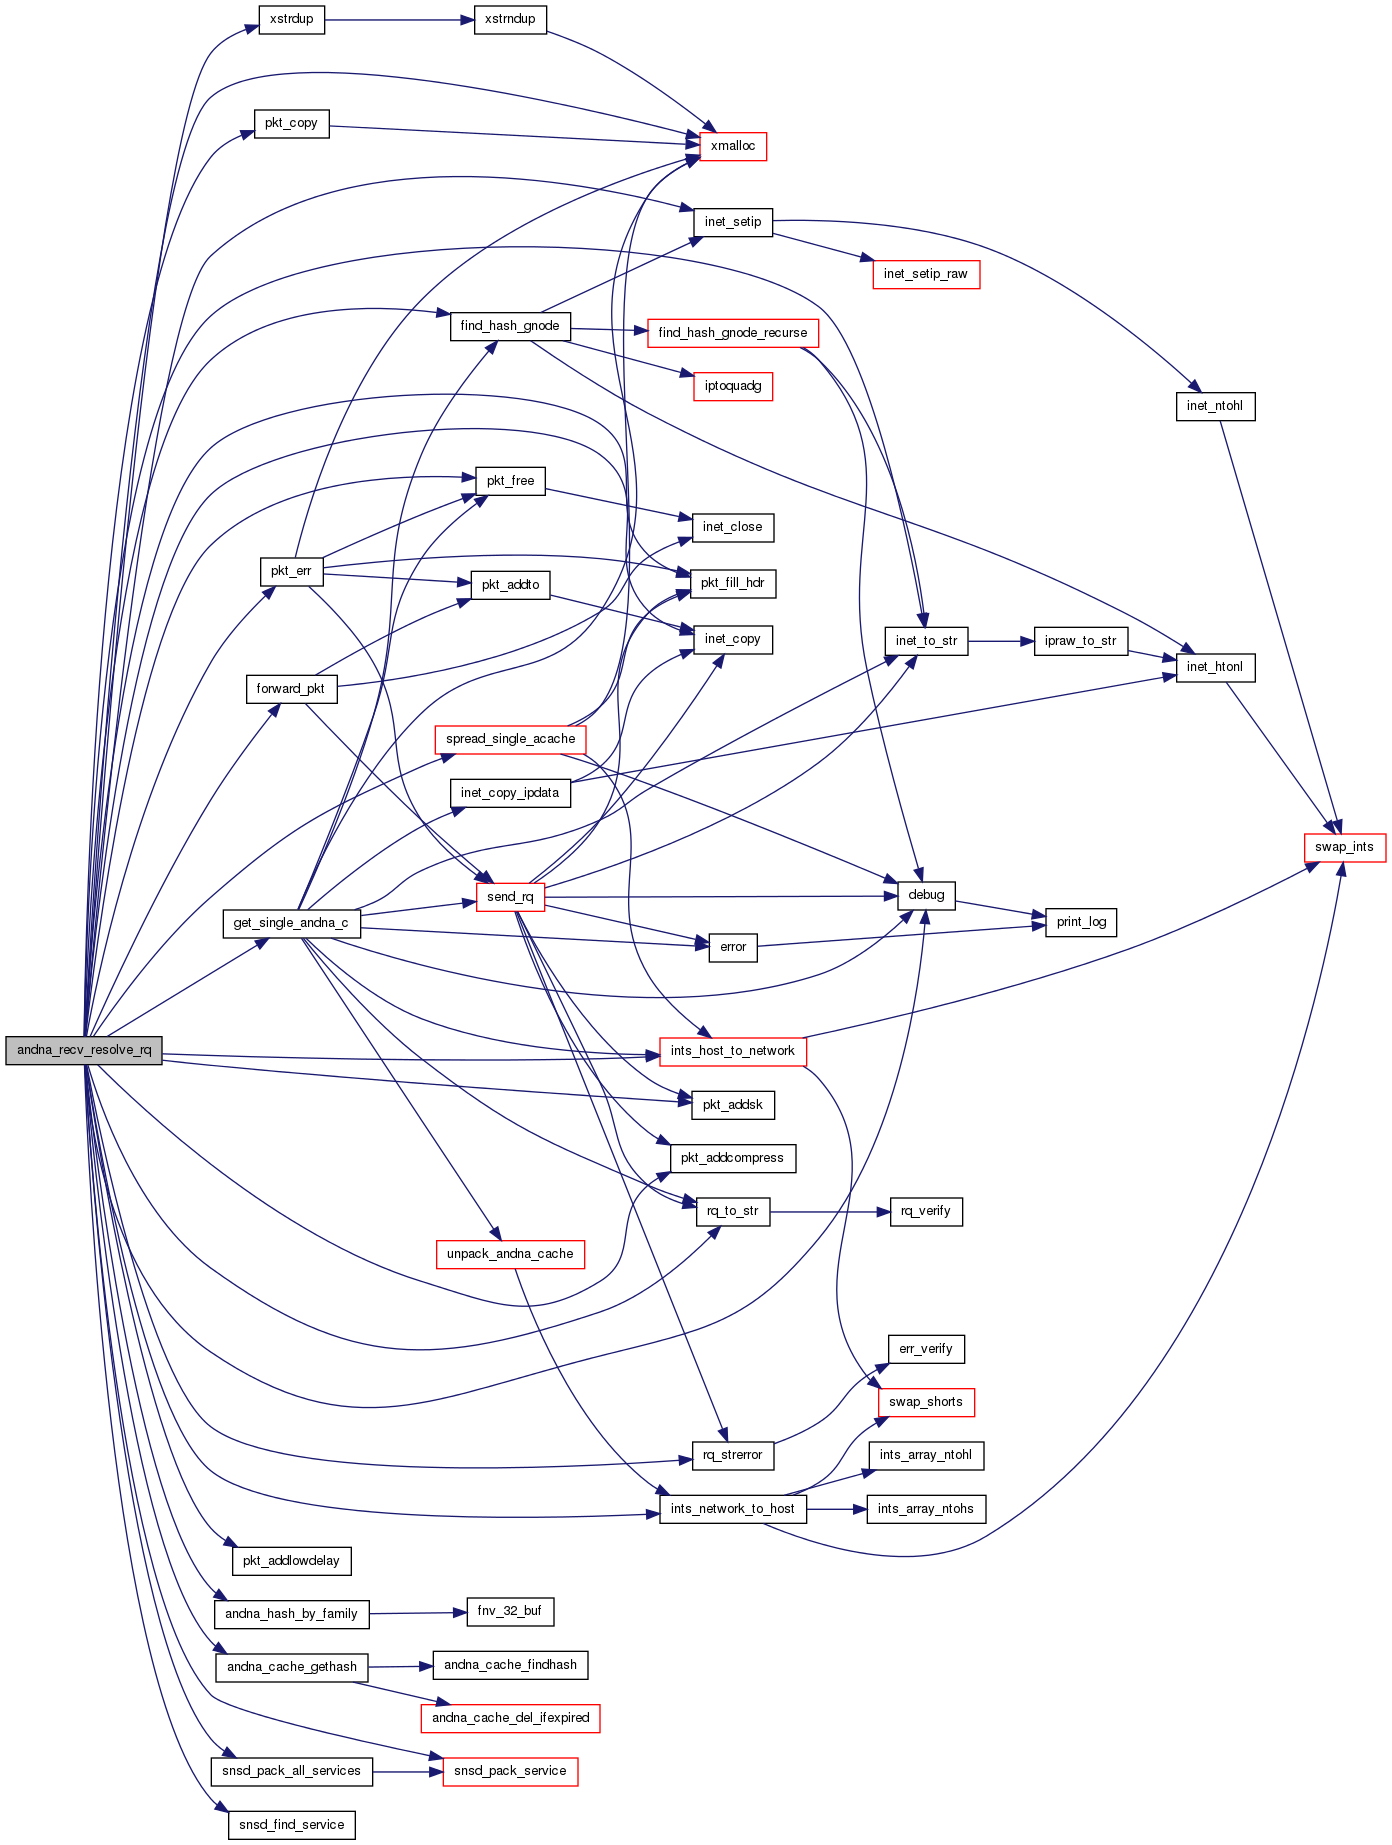 xstrdup
xstrndup
pkt_copy
xmalloc
inet_setip
inet_setip_raw
find_hash_gnode
find_hash_gnode_recurse
iptoquadg
inet_ntohl
pkt_free
inet_close
pkt_err
pkt_addto
pkt_fill_hdr
inet_copy
inet_to_str
ipraw_to_str
inet_htonl
forward_pkt
spread_single_acache
inet_copy_ipdata
swap_ints
send_rq
debug
get_single_andna_c
error
print_log
andna_recv_resolve_rq
ints_host_to_network
pkt_addsk
pkt_addcompress
rq_to_str
rq_verify
unpack_andna_cache
err_verify
swap_shorts
rq_strerror
ints_array_ntohl
ints_network_to_host
ints_array_ntohs
pkt_addlowdelay
andna_hash_by_family
fnv_32_buf
andna_cache_gethash
andna_cache_findhash
andna_cache_del_ifexpired
snsd_pack_all_services
snsd_pack_service
snsd_find_service